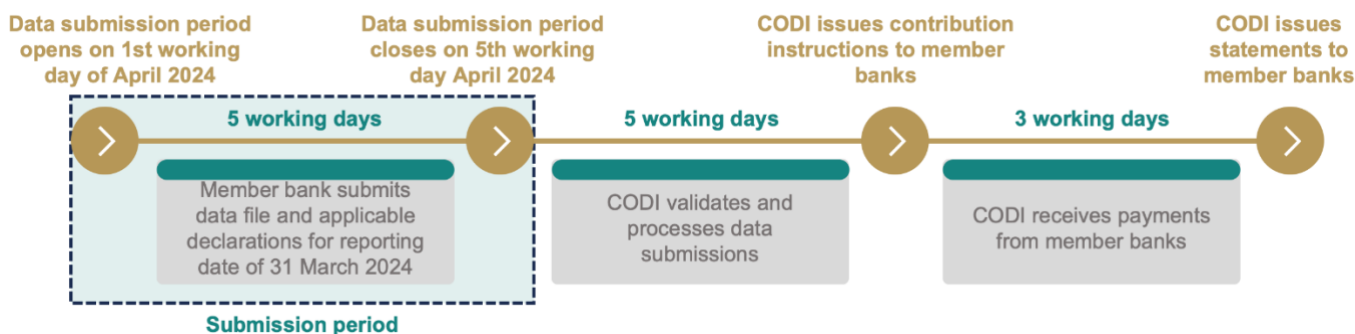 Data submission period
opens on 1st working
day of April 2024
Data submission period
closes on 5th working
day April 2024
CODI issues contribution
instructions to member
banks
CODI issues
statements to
member banks
5 working days
5 working days
3 working days
Member bank submits
data file and applicable
declarations for reporting
date of 31 March 2024
CODI validates and
processes data
submissions
CODI receives payments
from member banks
Submission period